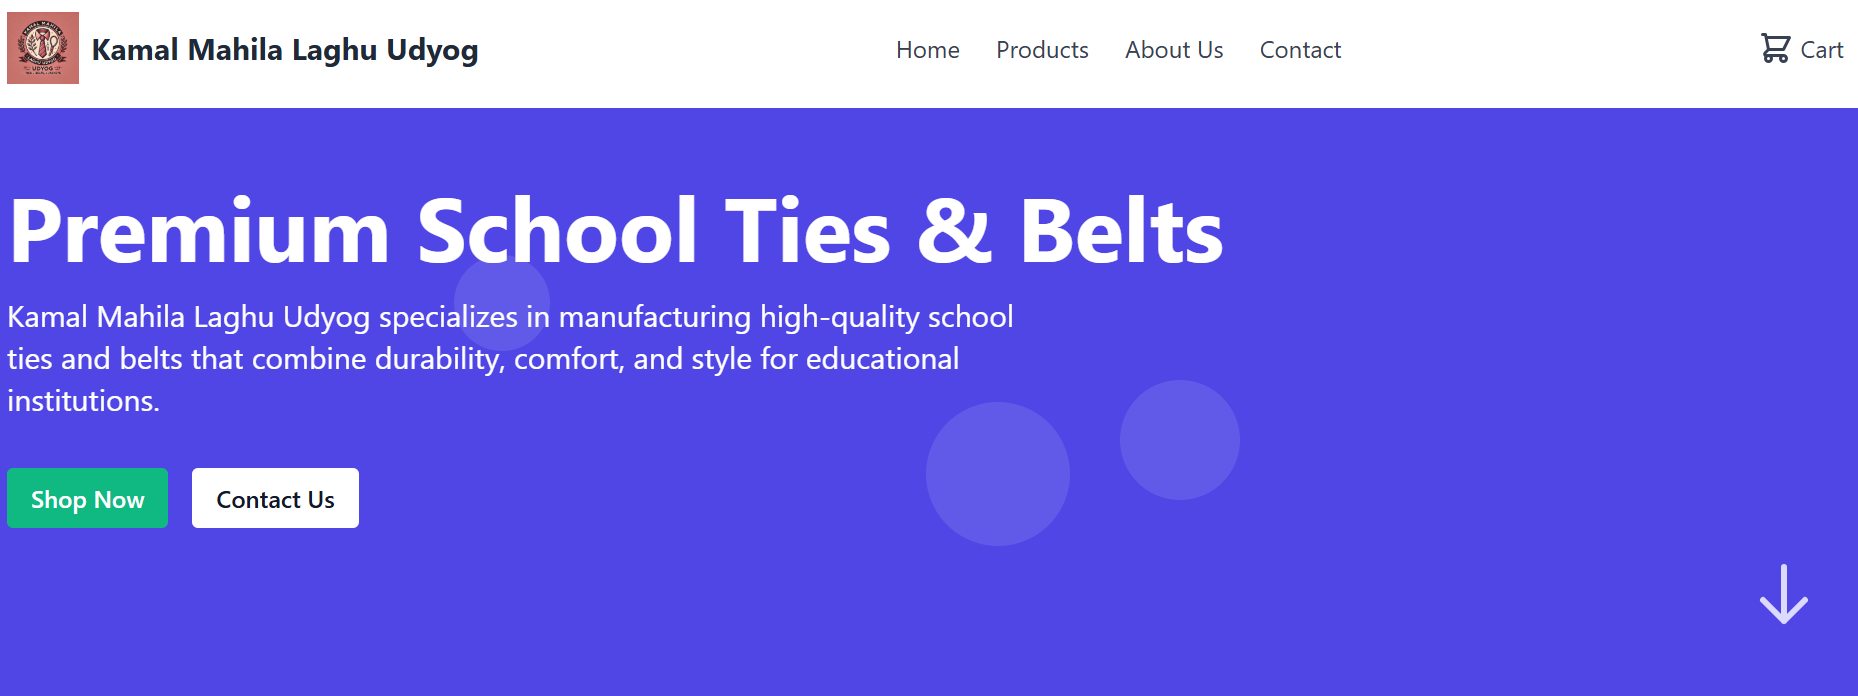 KAMAL MAHILA
LAGHU UDYOG
UDYOG
Kamal Mahila Laghu Udyog
Home
Products
About Us
Contact
Cart
Premium School Ties & Belts
Kamal Mahila Laghu Udyog specializes in manufacturing high-quality school
ties and belts that combine durability, comfort, and style for educational
institutions.
Shop Now
Contact Us